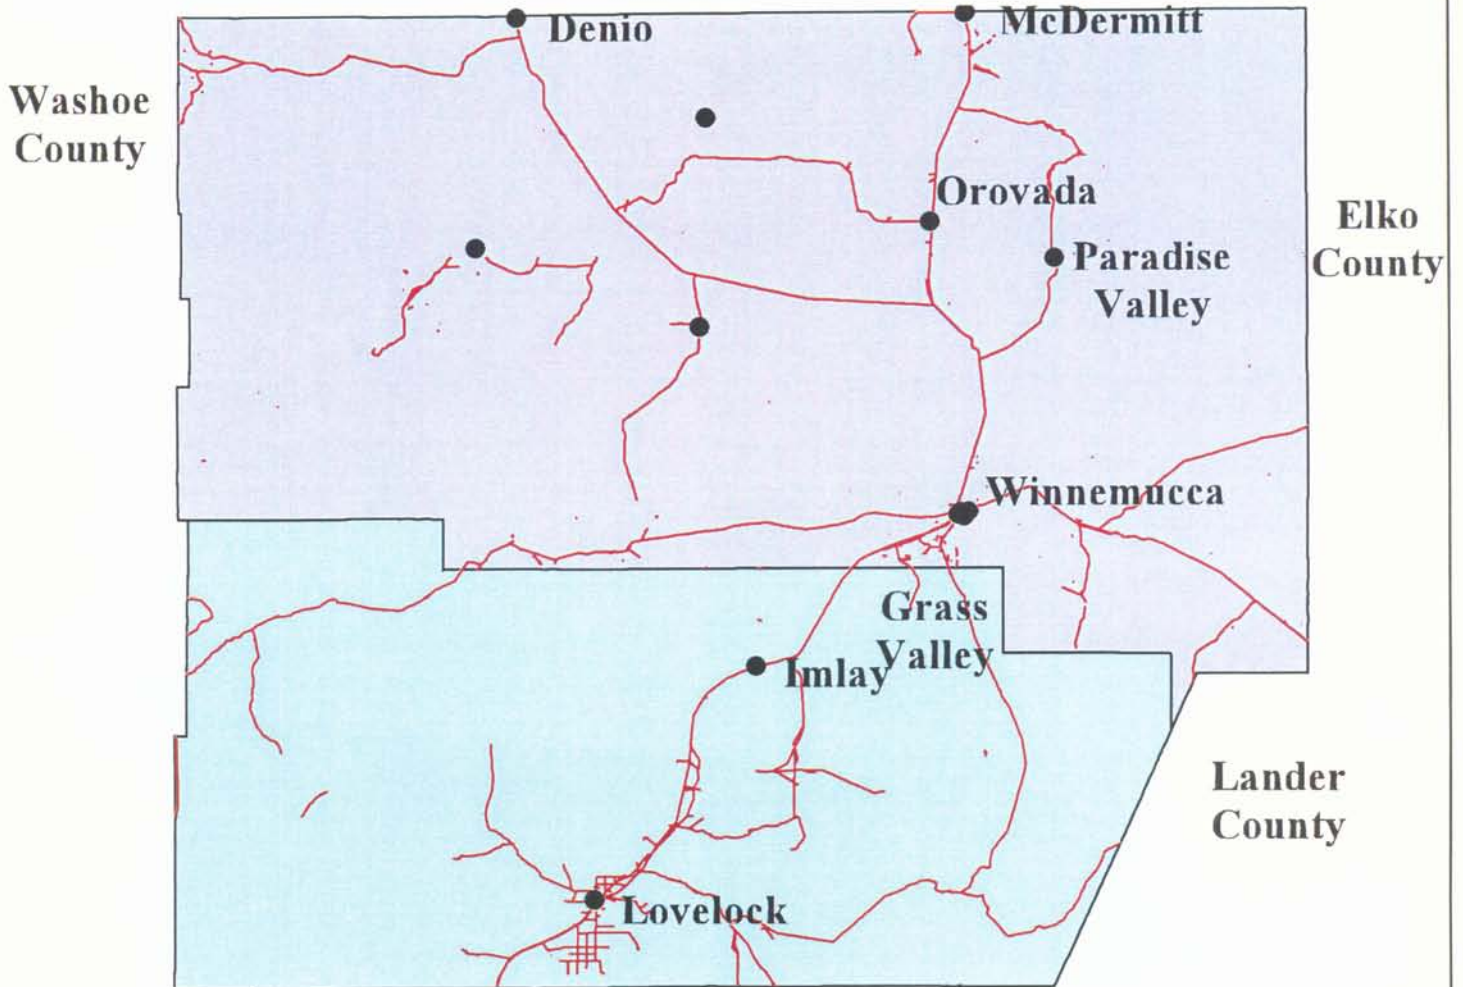 Denio
McDermitt
Washoe
County
Orovada
Elko
County
Paradise
Valley
Winnemucca
Grass
Valley
Imlay
Lander
County
Lovelock